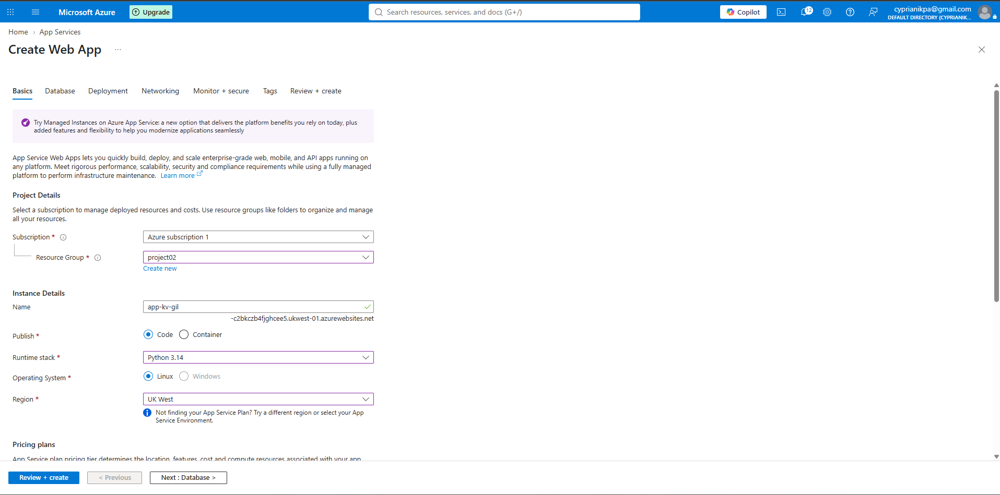 Microsoft Azure
Upgrade
Search resources, services, and docs (G+/)
Copilot
12
cyprianikpa@gmail.com
DEFAULT DIRECTORY (CYPRIANIK...
Home > App Services
Create Web App ...
Basics
Database
Deployment
Networking
Monitor + secure
Tags
Review + create
Try Managed Instances on Azure App Service: a new option that delivers the platform benefits you rely on today, plus
added features and flexibility to help you modernize applications seamlessly
App Service Web Apps lets you quickly build, deploy, and scale enterprise-grade web, mobile, and API apps running on
any platform. Meet rigorous performance, scalability, security and compliance requirements while using a fully managed
platform to perform infrastructure maintenance. Learn more
Project Details
Select a subscription to manage deployed resources and costs. Use resource groups like folders to organize and manage
all your resources.
Subscription *
Azure subscription 1
Resource Group *
project02
Create new
Instance Details
Name
app-kv-gil
-c2bkczb4fjghcee5.ukwest-01.azurewebsites.net
Publish *
Code
Container
Runtime stack *
Python 3.14
Operating System *
Linux
Windows
Region *
UK West
Not finding your App Service Plan? Try a different region or select your App
Service Environment.
Pricing plans
App Service plan pricing tier determines the location, features, cost and compute resources associated with your app.
Review + create
< Previous
Next : Database >